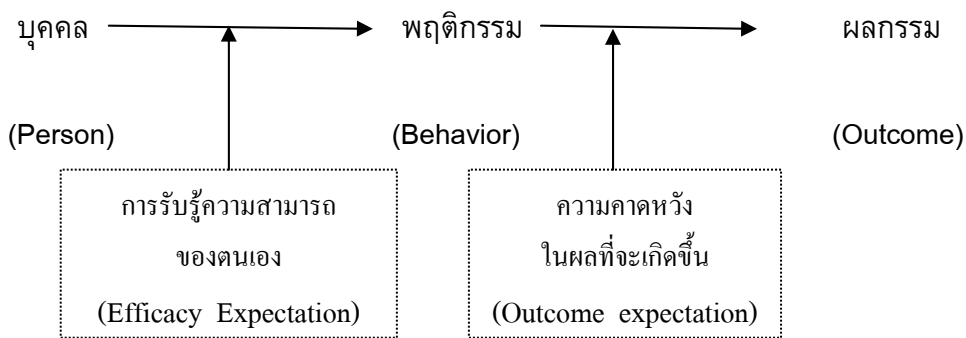 บุคคล พฤติกรรม ผลกรรม
(Person) (Behavior) (Outcome)
การรับรู้ความสามารถ
ของตนเอง
(Efficacy Expectation)
ความคาดหวัง
ในผลที่จะเกิดขึ้น
(Outcome expectation)